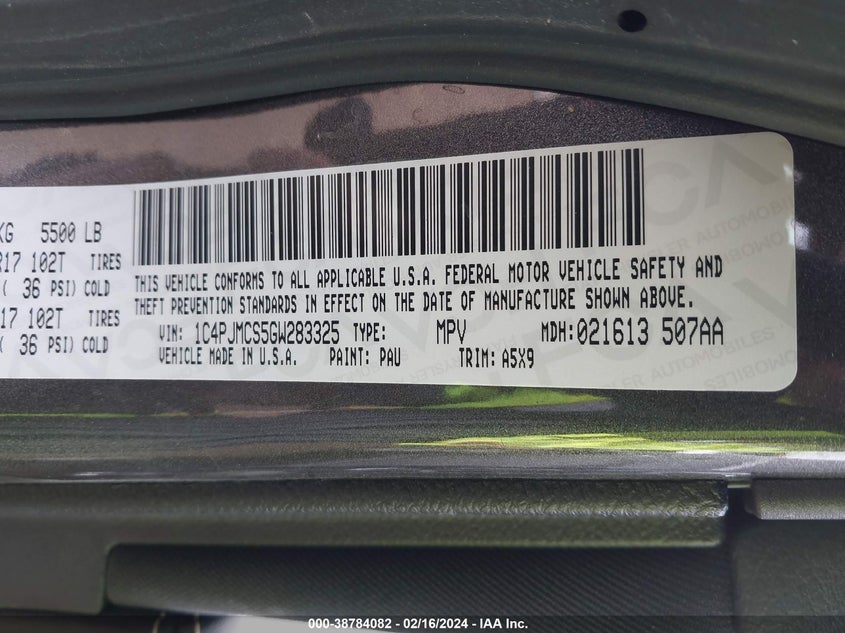 KG 5500 LB
R17 102T TIRES
( 36 PSI) COLD
17 102T TIRES
( 36 PSI) COLD
THIS VEHICLE CONFORMS TO ALL APPLICABLE U.S.A. FEDERAL MOTOR VEHICLE SAFETY AND
THEFT PREVENTION STANDARDS IN EFFECT ON THE DATE OF MANUFACTURE SHOWN ABOVE.
VIN: 1C4PJMCS5GW283325 TYPE: MPV MDH: 021613 507AA
VEHICLE MADE IN U.S.A. PAINT: PAU TRIM: A5X9
000-38784082 - 02/16/2024 - IAA Inc.